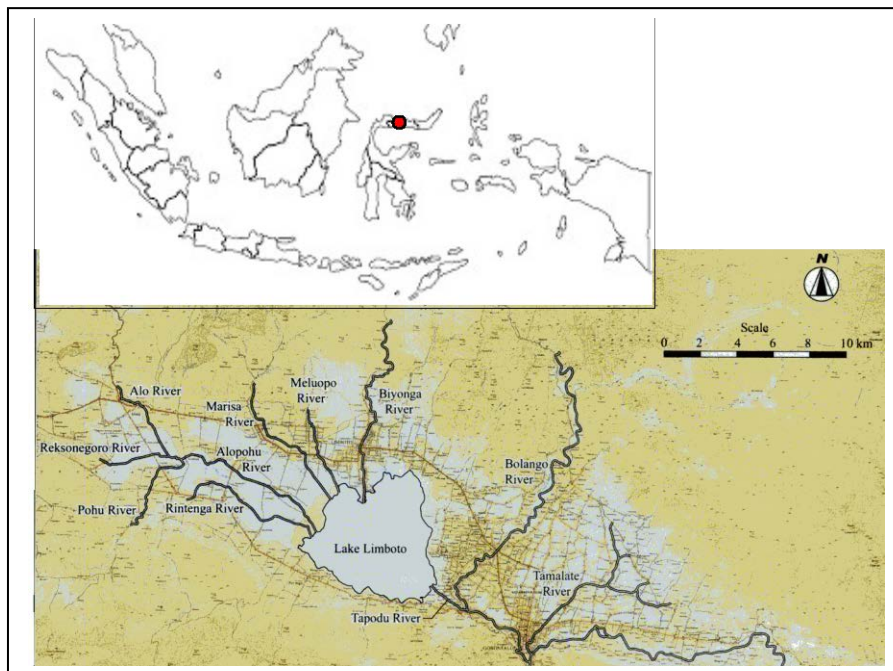 N
Scale
0 2 4 6 8 10 km
Alo River
Meluopo
River
Biyonga
River
Marisa
River
Reksonegoro River
Alopohu
River
Bolango
River
Pohu River
Rintenga River
Lake Limboto
Tamalate
River
Tapodu River